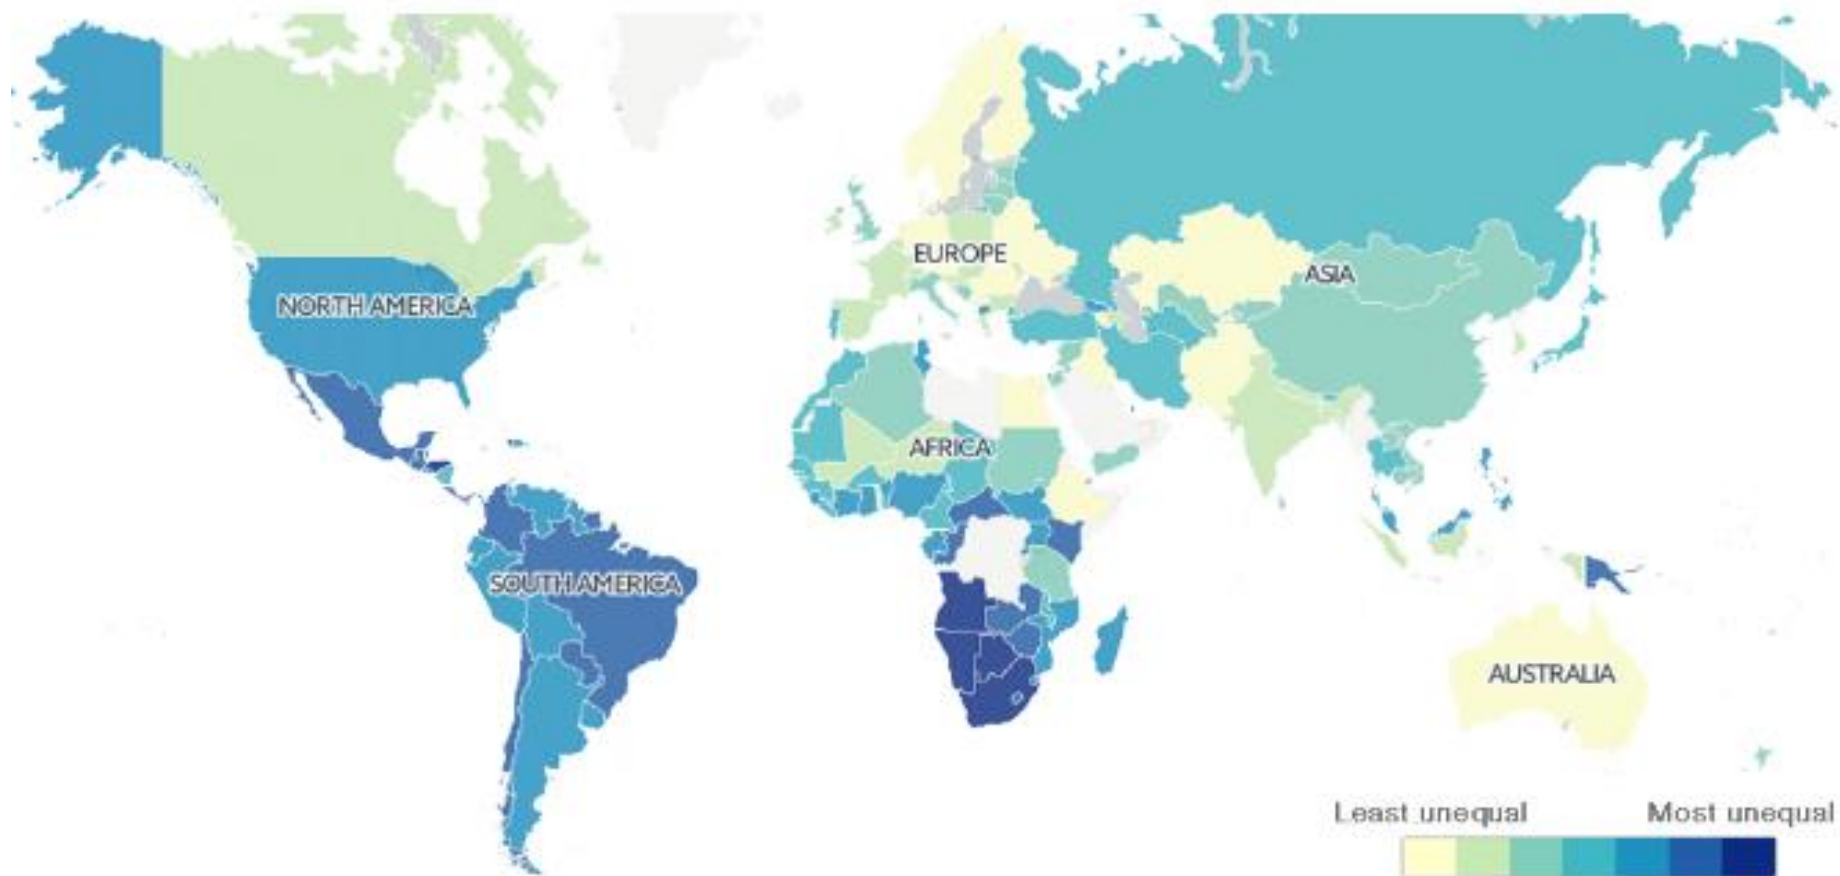 EUROPE
ASIA
NORTH AMERICA
AFRICA
SOUTH AMERICA
AUSTRALIA
Least unequal Most unequal